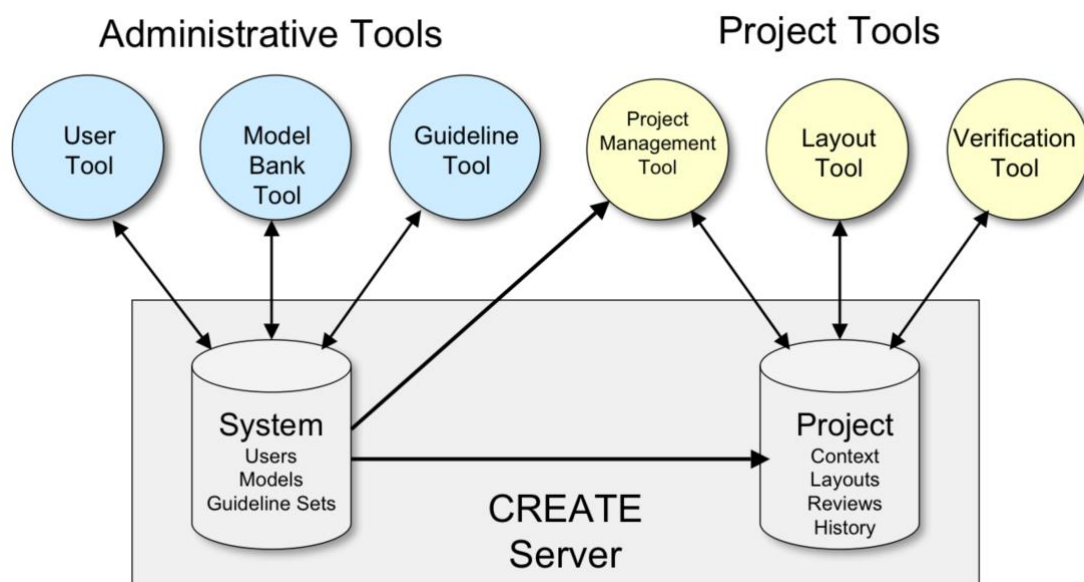 Administrative Tools
Project Tools
User
Tool
Model
Bank
Tool
Guideline
Tool
Project
Management
Tool
Layout
Tool
Verification
Tool
System
Users
Models
Guideline Sets
Project
Context
Layouts
Reviews
History
CREATE
Server